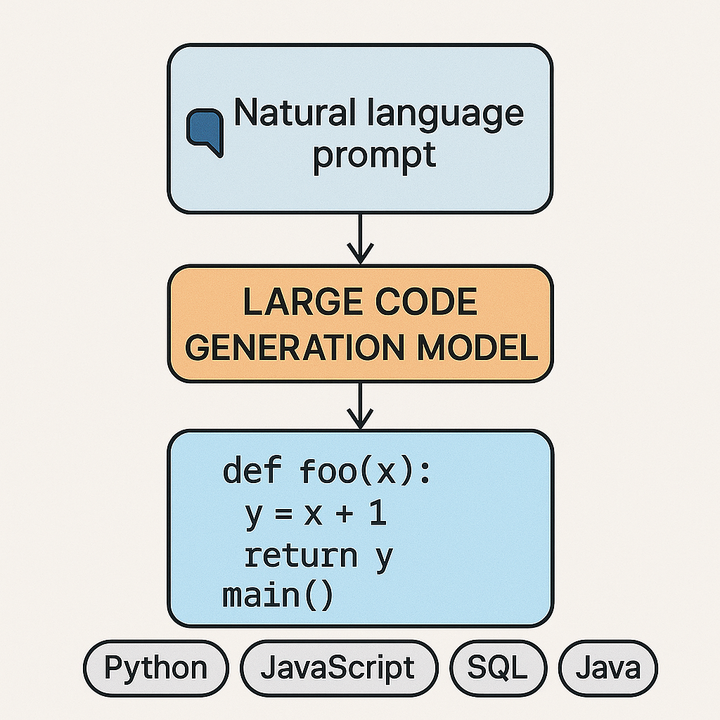 Natural language
prompt
LARGE CODE
GENERATION MODEL
def foo(x):
 y = x + 1
 return y
main()
Python JavaScript SQL Java